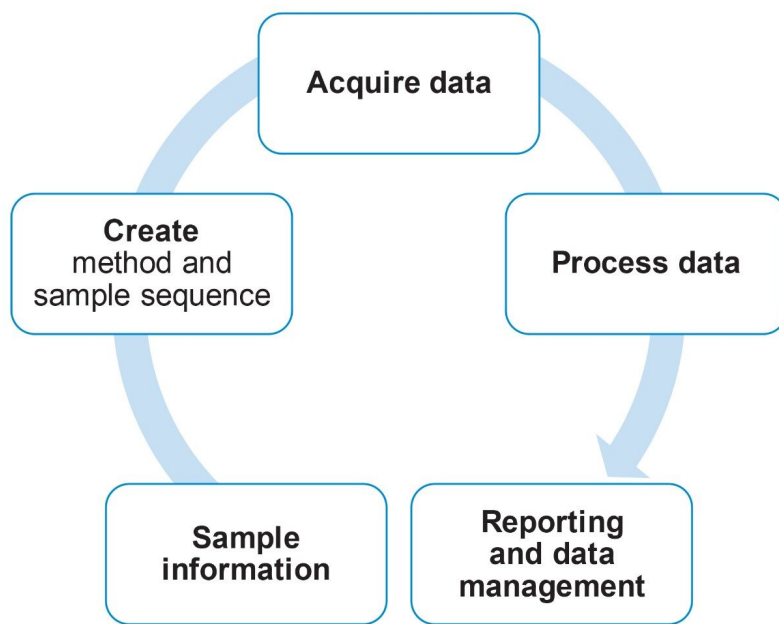 Acquire data
Create
method and
sample sequence
Process data
Sample
information
Reporting
and data
management